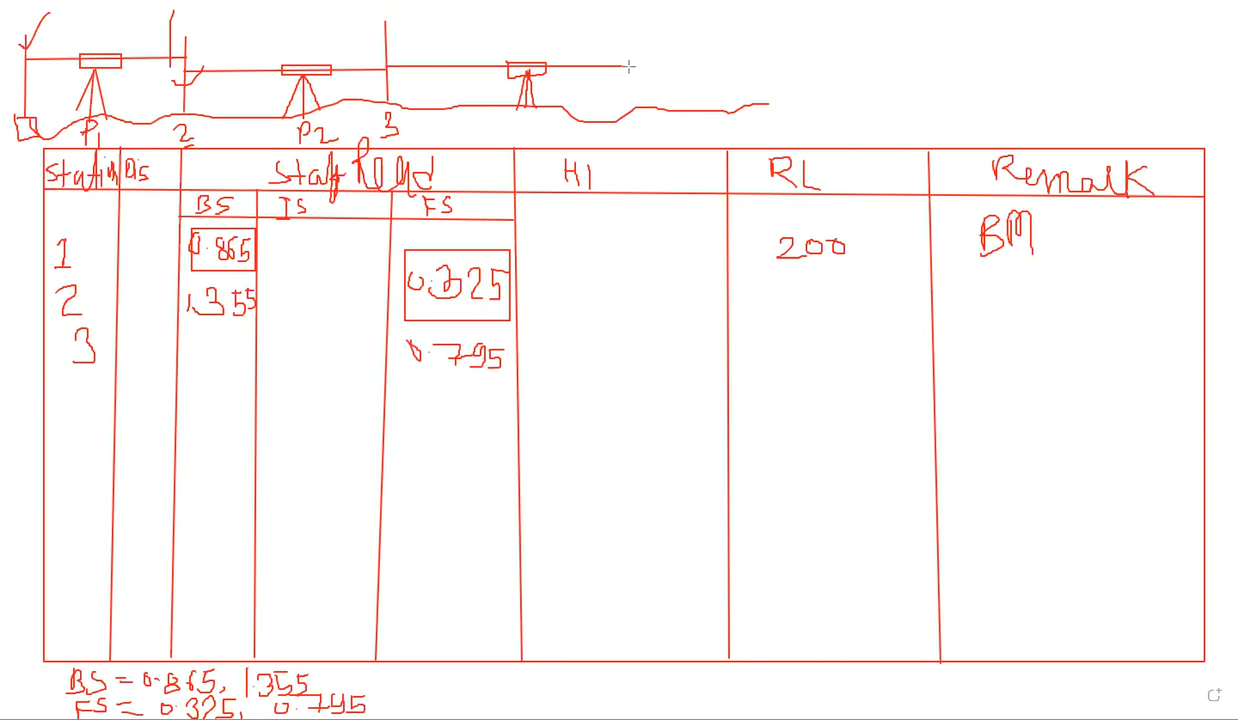 P1 2 P2 3
Station Dis Staff Read HI RL Remark
BS IS FS
1 0.865 200 BM
2 1.355 0.325
3 0.795
BS = 0.865, 1.355
FS = 0.325, 0.795